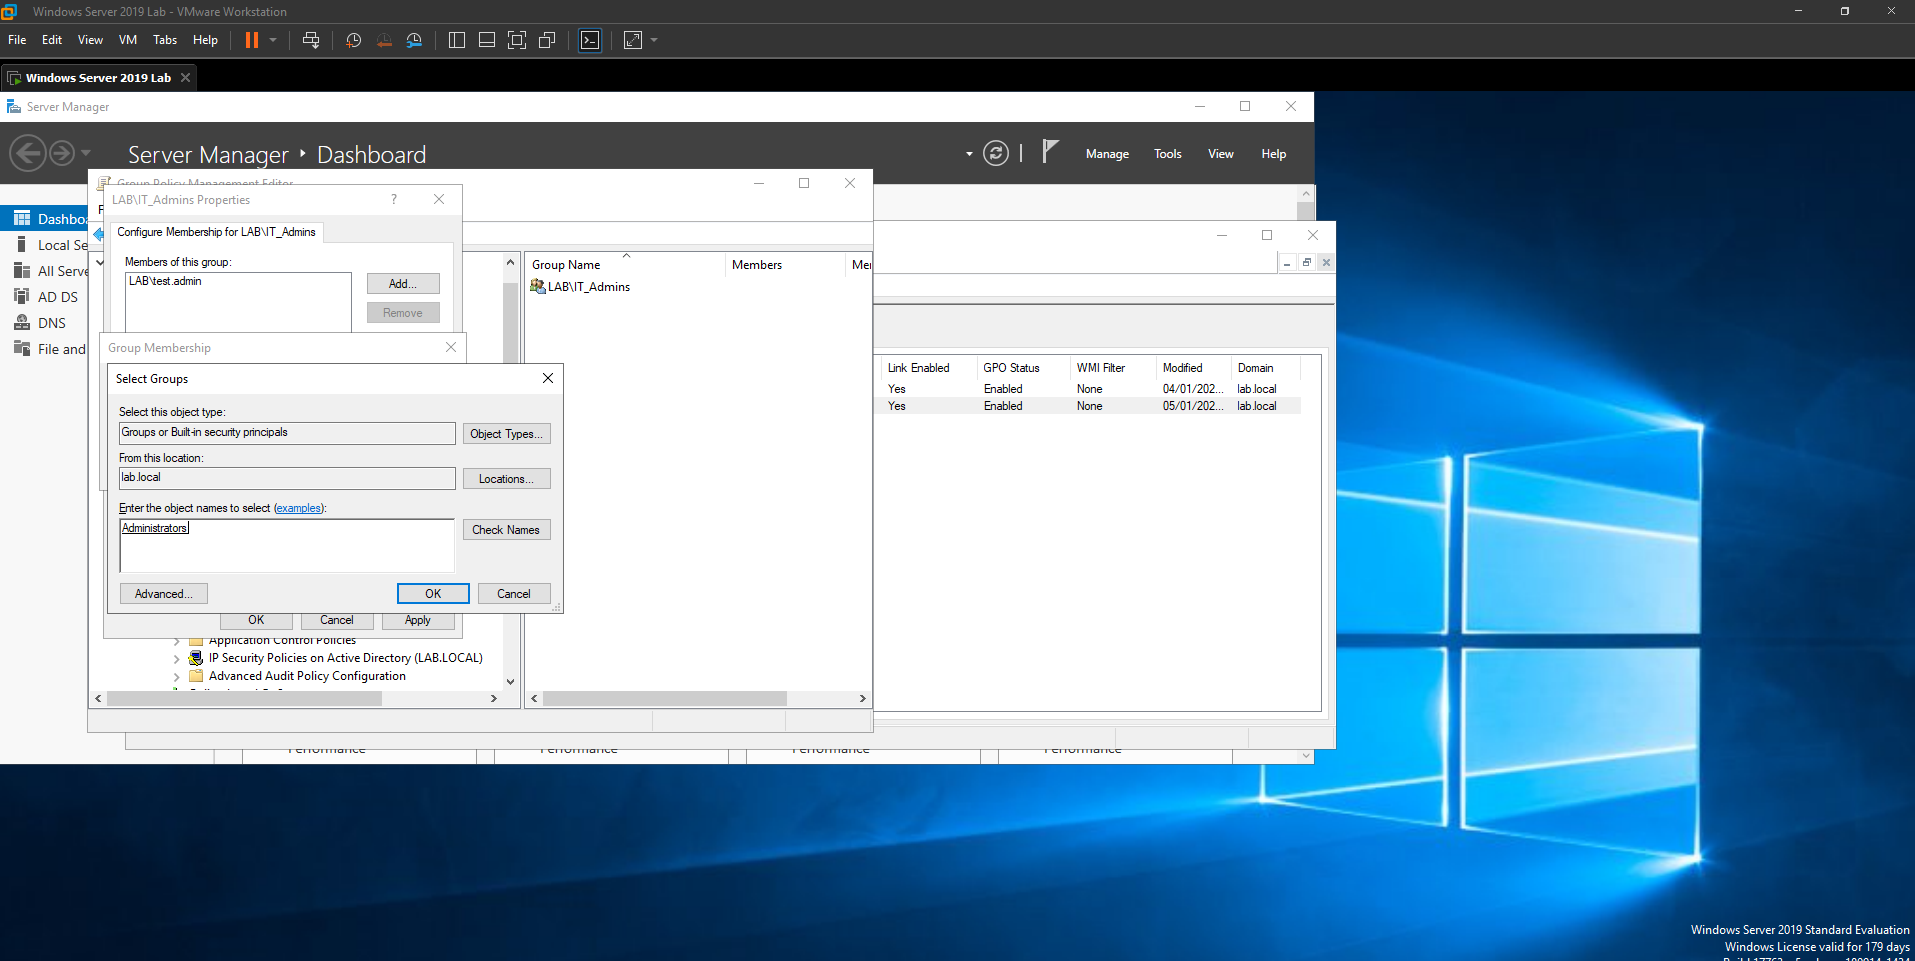 Windows Server 2019 Lab - VMware Workstation
File Edit View VM Tabs Help
Windows Server 2019 Lab
Server Manager
Server Manager Dashboard
Manage Tools View Help
Group Policy Management Editor
LAB\IT_Admins Properties
?
F
Dashbo
Local Se
All Serve
AD DS
DNS
File and
Configure Membership for LAB\IT_Admins
Members of this group:
LAB\test.admin
Add...
Remove
Group Name Members Me
LAB\IT_Admins
Group Membership
Select Groups
Select this object type:
Groups or Built-in security principals
Object Types...
From this location:
lab.local
Locations...
Enter the object names to select (examples):
Administrators
Check Names
Advanced...
OK
Cancel
OK
Cancel
Apply
Application Control Policies
IP Security Policies on Active Directory (LAB.LOCAL)
Advanced Audit Policy Configuration
Link Enabled GPO Status WMI Filter Modified Domain
Yes Enabled None 04/01/202... lab.local
Yes Enabled None 05/01/202... lab.local
Performance Performance Performance Performance
Windows Server 2019 Standard Evaluation
Windows License valid for 179 days